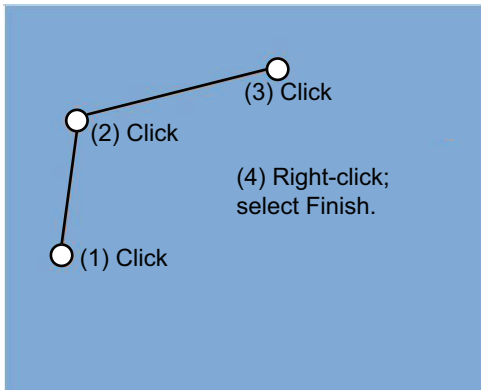 (3) Click
(2) Click
(4) Right-click;
select Finish.
(1) Click